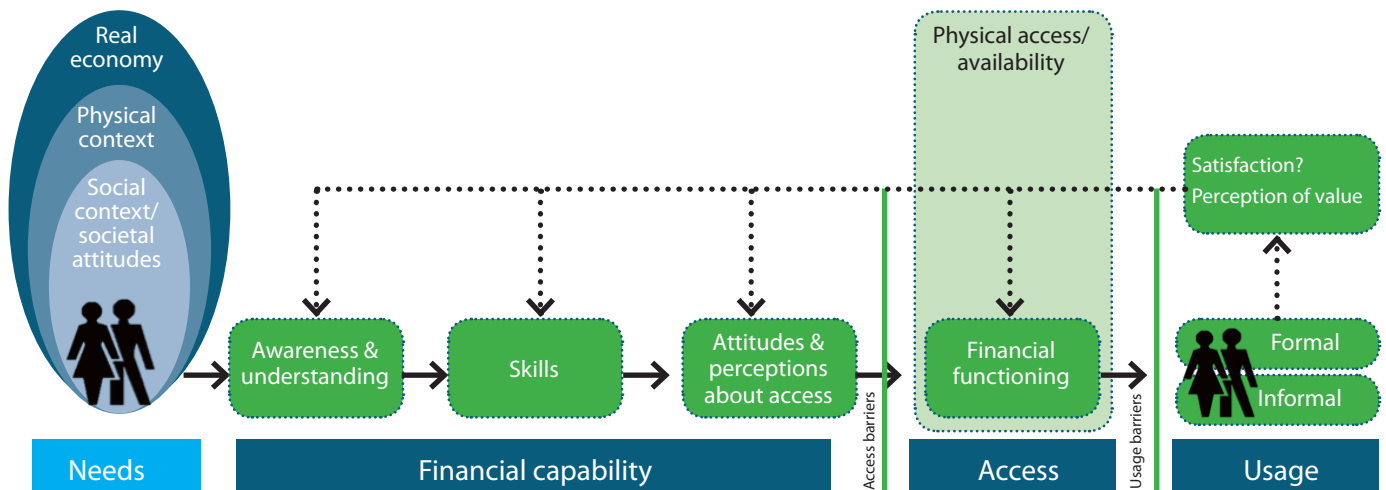 Real
economy
Physical
context
Social
context/
societal
attitudes
Physical access/
availability
Satisfaction?
Perception of value
Awareness &
understanding
Skills
Attitudes &
perceptions
about access
Financial
functioning
Formal
Informal
Access barriers
Usage barriers
Needs
Financial capability
Access
Usage